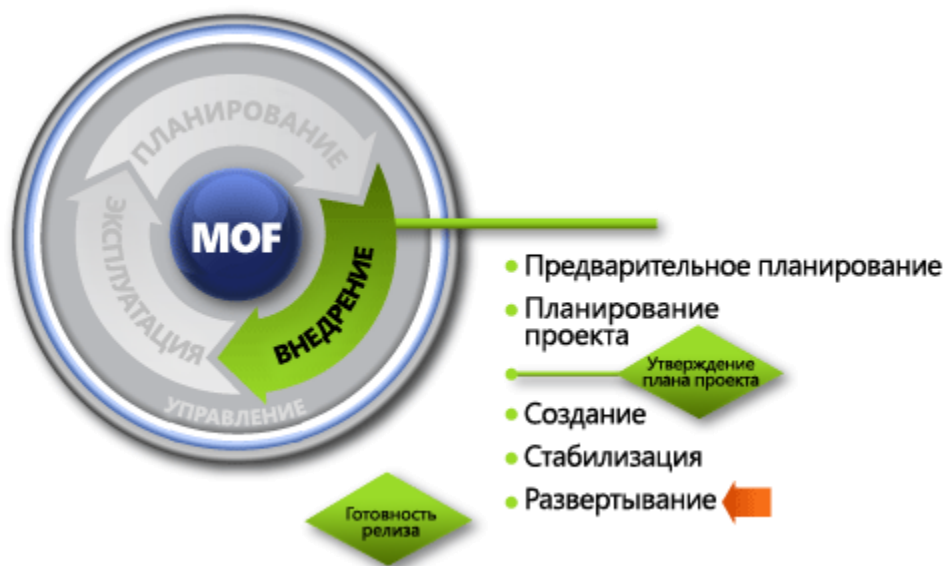 ПЛАНИРОВАНИЕ
ЭКСПЛУАТАЦИЯ
MOF
ВНЕДРЕНИЕ
УПРАВЛЕНИЕ
Предварительное планирование
Планирование
проекта
Утверждение
плана проекта
Создание
Стабилизация
Развертывание
Готовность
релиза